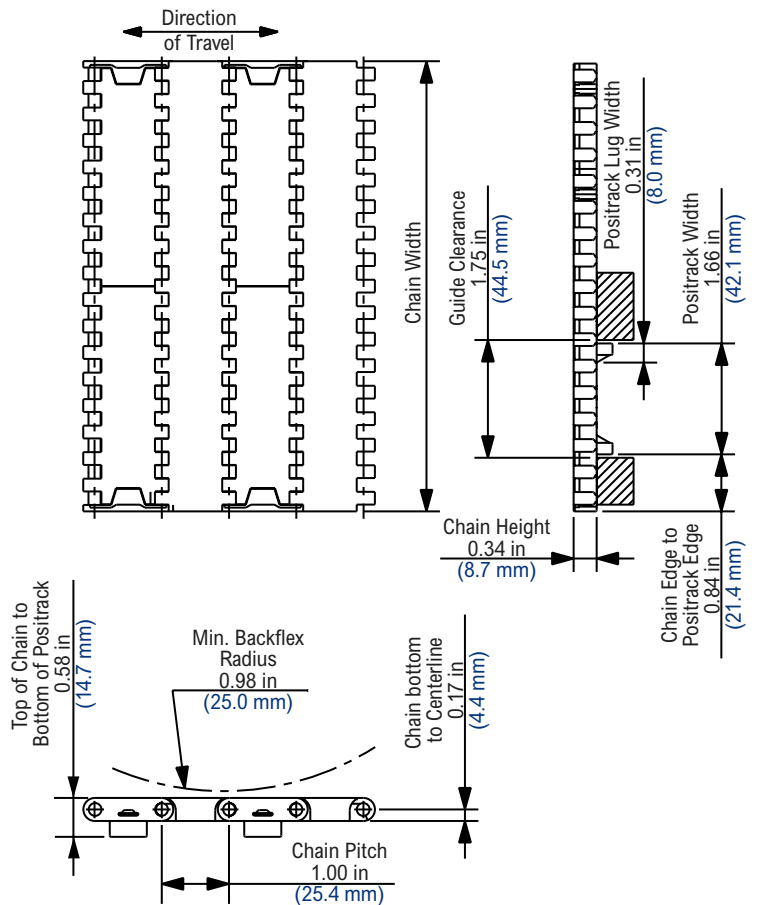 Direction
of Travel
Chain Width
Guide Clearance
1.75 in
(44.5 mm)
Positrack Lug Width
0.31 in
(8.0 mm)
Positrack Width
1.66 in
(42.1 mm)
Chain Height
0.34 in
(8.7 mm)
Chain Edge to
Positrack Edge
0.84 in
(21.4 mm)
Top of Chain to
Bottom of Positrack
0.58 in
(14.7 mm)
Min. Backflex
Radius
0.98 in
(25.0 mm)
Chain bottom
to Centerline
0.17 in
(4.4 mm)
Chain Pitch
1.00 in
(25.4 mm)